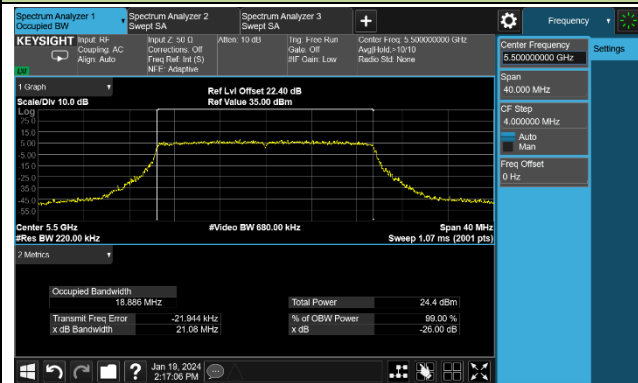 Spectrum Analyzer 1
Occupied BW
Spectrum Analyzer 2
Swept SA
Spectrum Analyzer 3
Swept SA
Frequency
KEYSIGHT
Input: RF
Coupling: AC
Align: Auto
Input Z: 50 Ω
Corrections: Off
Freq Ref: Int (S)
NFE: Adaptive
Atten: 10 dB
Trig: Free Run
Gate: Off
#IF Gain: Low
Center Freq: 5.500000000 GHz
Avg|Hold:>10/10
Radio Std: None
Center Frequency
5.500000000 GHz
Settings
Span
40.000 MHz
CF Step
4.000000 MHz
Auto
Man
Freq Offset
0 Hz
1 Graph
Scale/Div 10.0 dB
Ref Lvl Offset 22.40 dB
Ref Value 35.00 dBm
Log
25.0
15.0
5.00
-5.00
-15.0
-25.0
-35.0
-45.0
-55.0
Center 5.5 GHz
#Res BW 220.00 kHz
#Video BW 680.00 kHz
Span 40 MHz
Sweep 1.07 ms (2001 pts)
2 Metrics
Occupied Bandwidth
18.886 MHz
Total Power 24.4 dBm
Transmit Freq Error -21.944 kHz
% of OBW Power 99.00 %
x dB Bandwidth 21.08 MHz
x dB -26.00 dB
Jan 19, 2024
2:17:06 PM